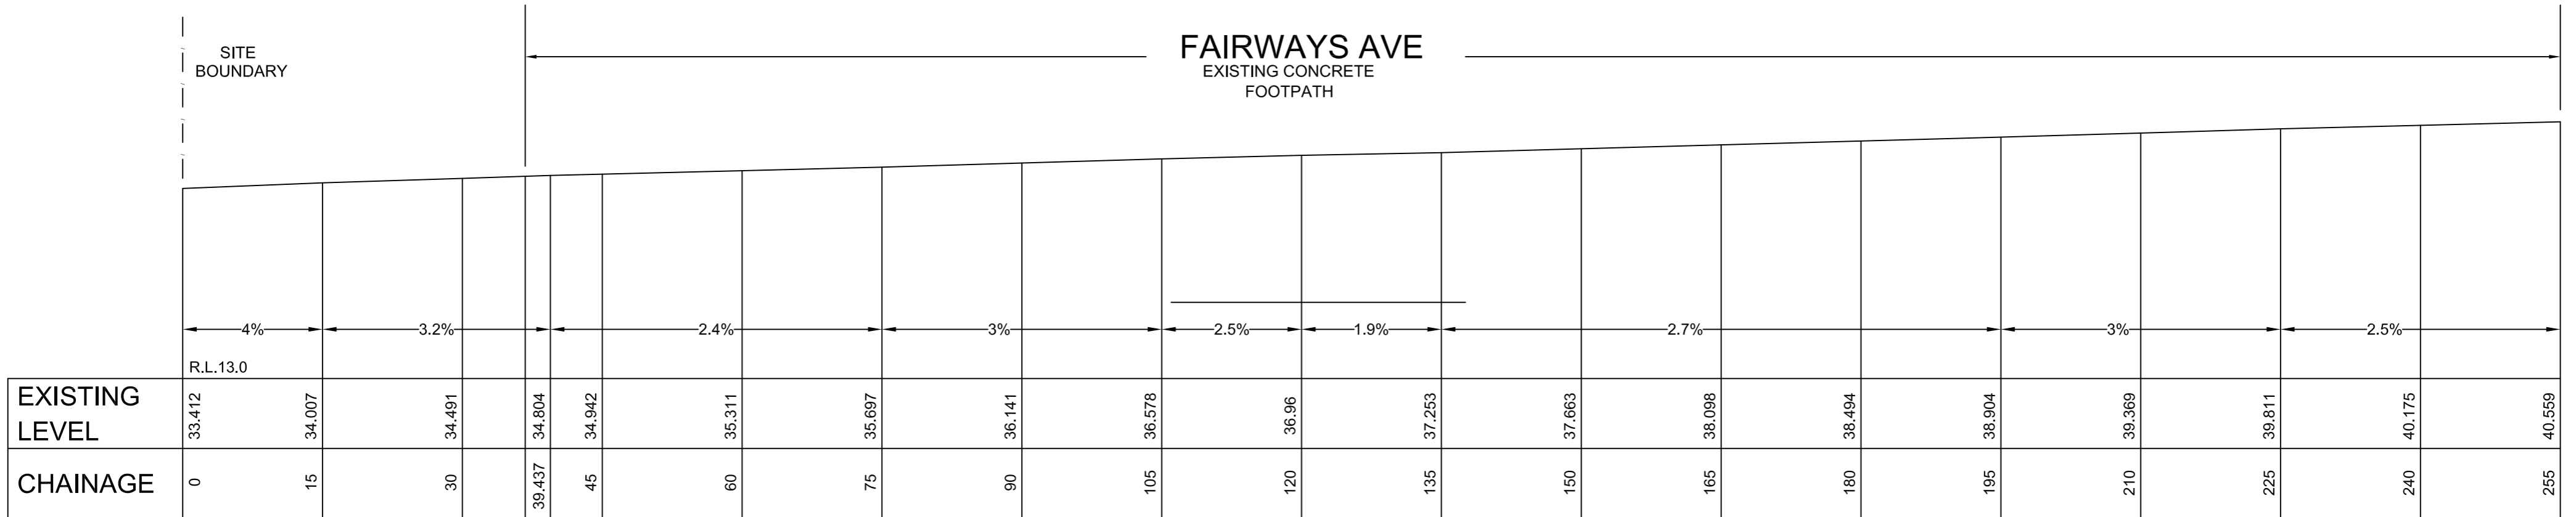 SITE
BOUNDARY
FAIRWAYS AVE
EXISTING CONCRETE
FOOTPATH
4% 3.2% 2.4% 3% 2.5% 1.9% 2.7% 3% 2.5%
R.L.13.0
EXISTING
LEVEL
33.412 34.007 34.491 34.804 34.942 35.311 35.697 36.141 36.578 36.96 37.253 37.663 38.098 38.494 38.904 39.369 39.811 40.175 40.559
CHAINAGE
0 15 30 39.437 45 60 75 90 105 120 135 150 165 180 195 210 225 240 255